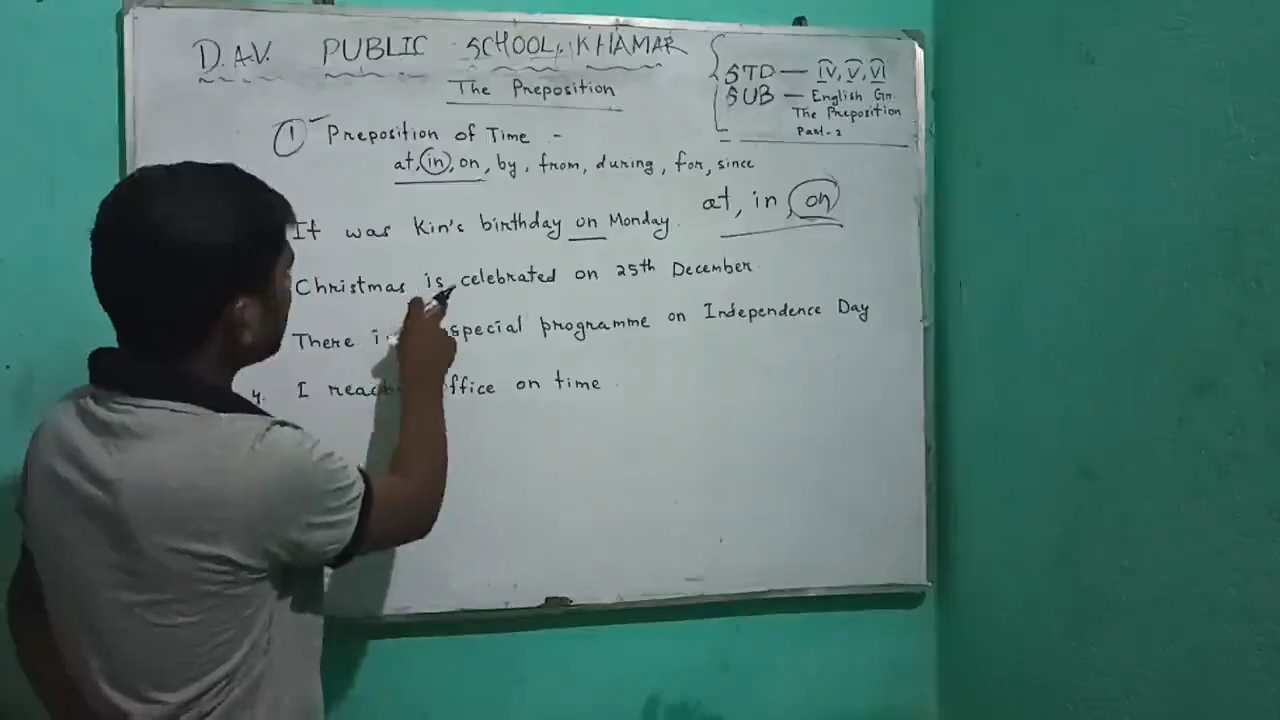 D.A.V. PUBLIC SCHOOL, KHAMAR
STD — IV, V, VI
SUB — English Gr.
The Preposition
Part-2
The Preposition
1 Preposition of Time -
at, in, on, by, from, during, for, since
at, in, on
It was Kin's birthday on Monday.
Christmas is celebrated on 25th December.
There special programme on Independence Day
4. I office on time.